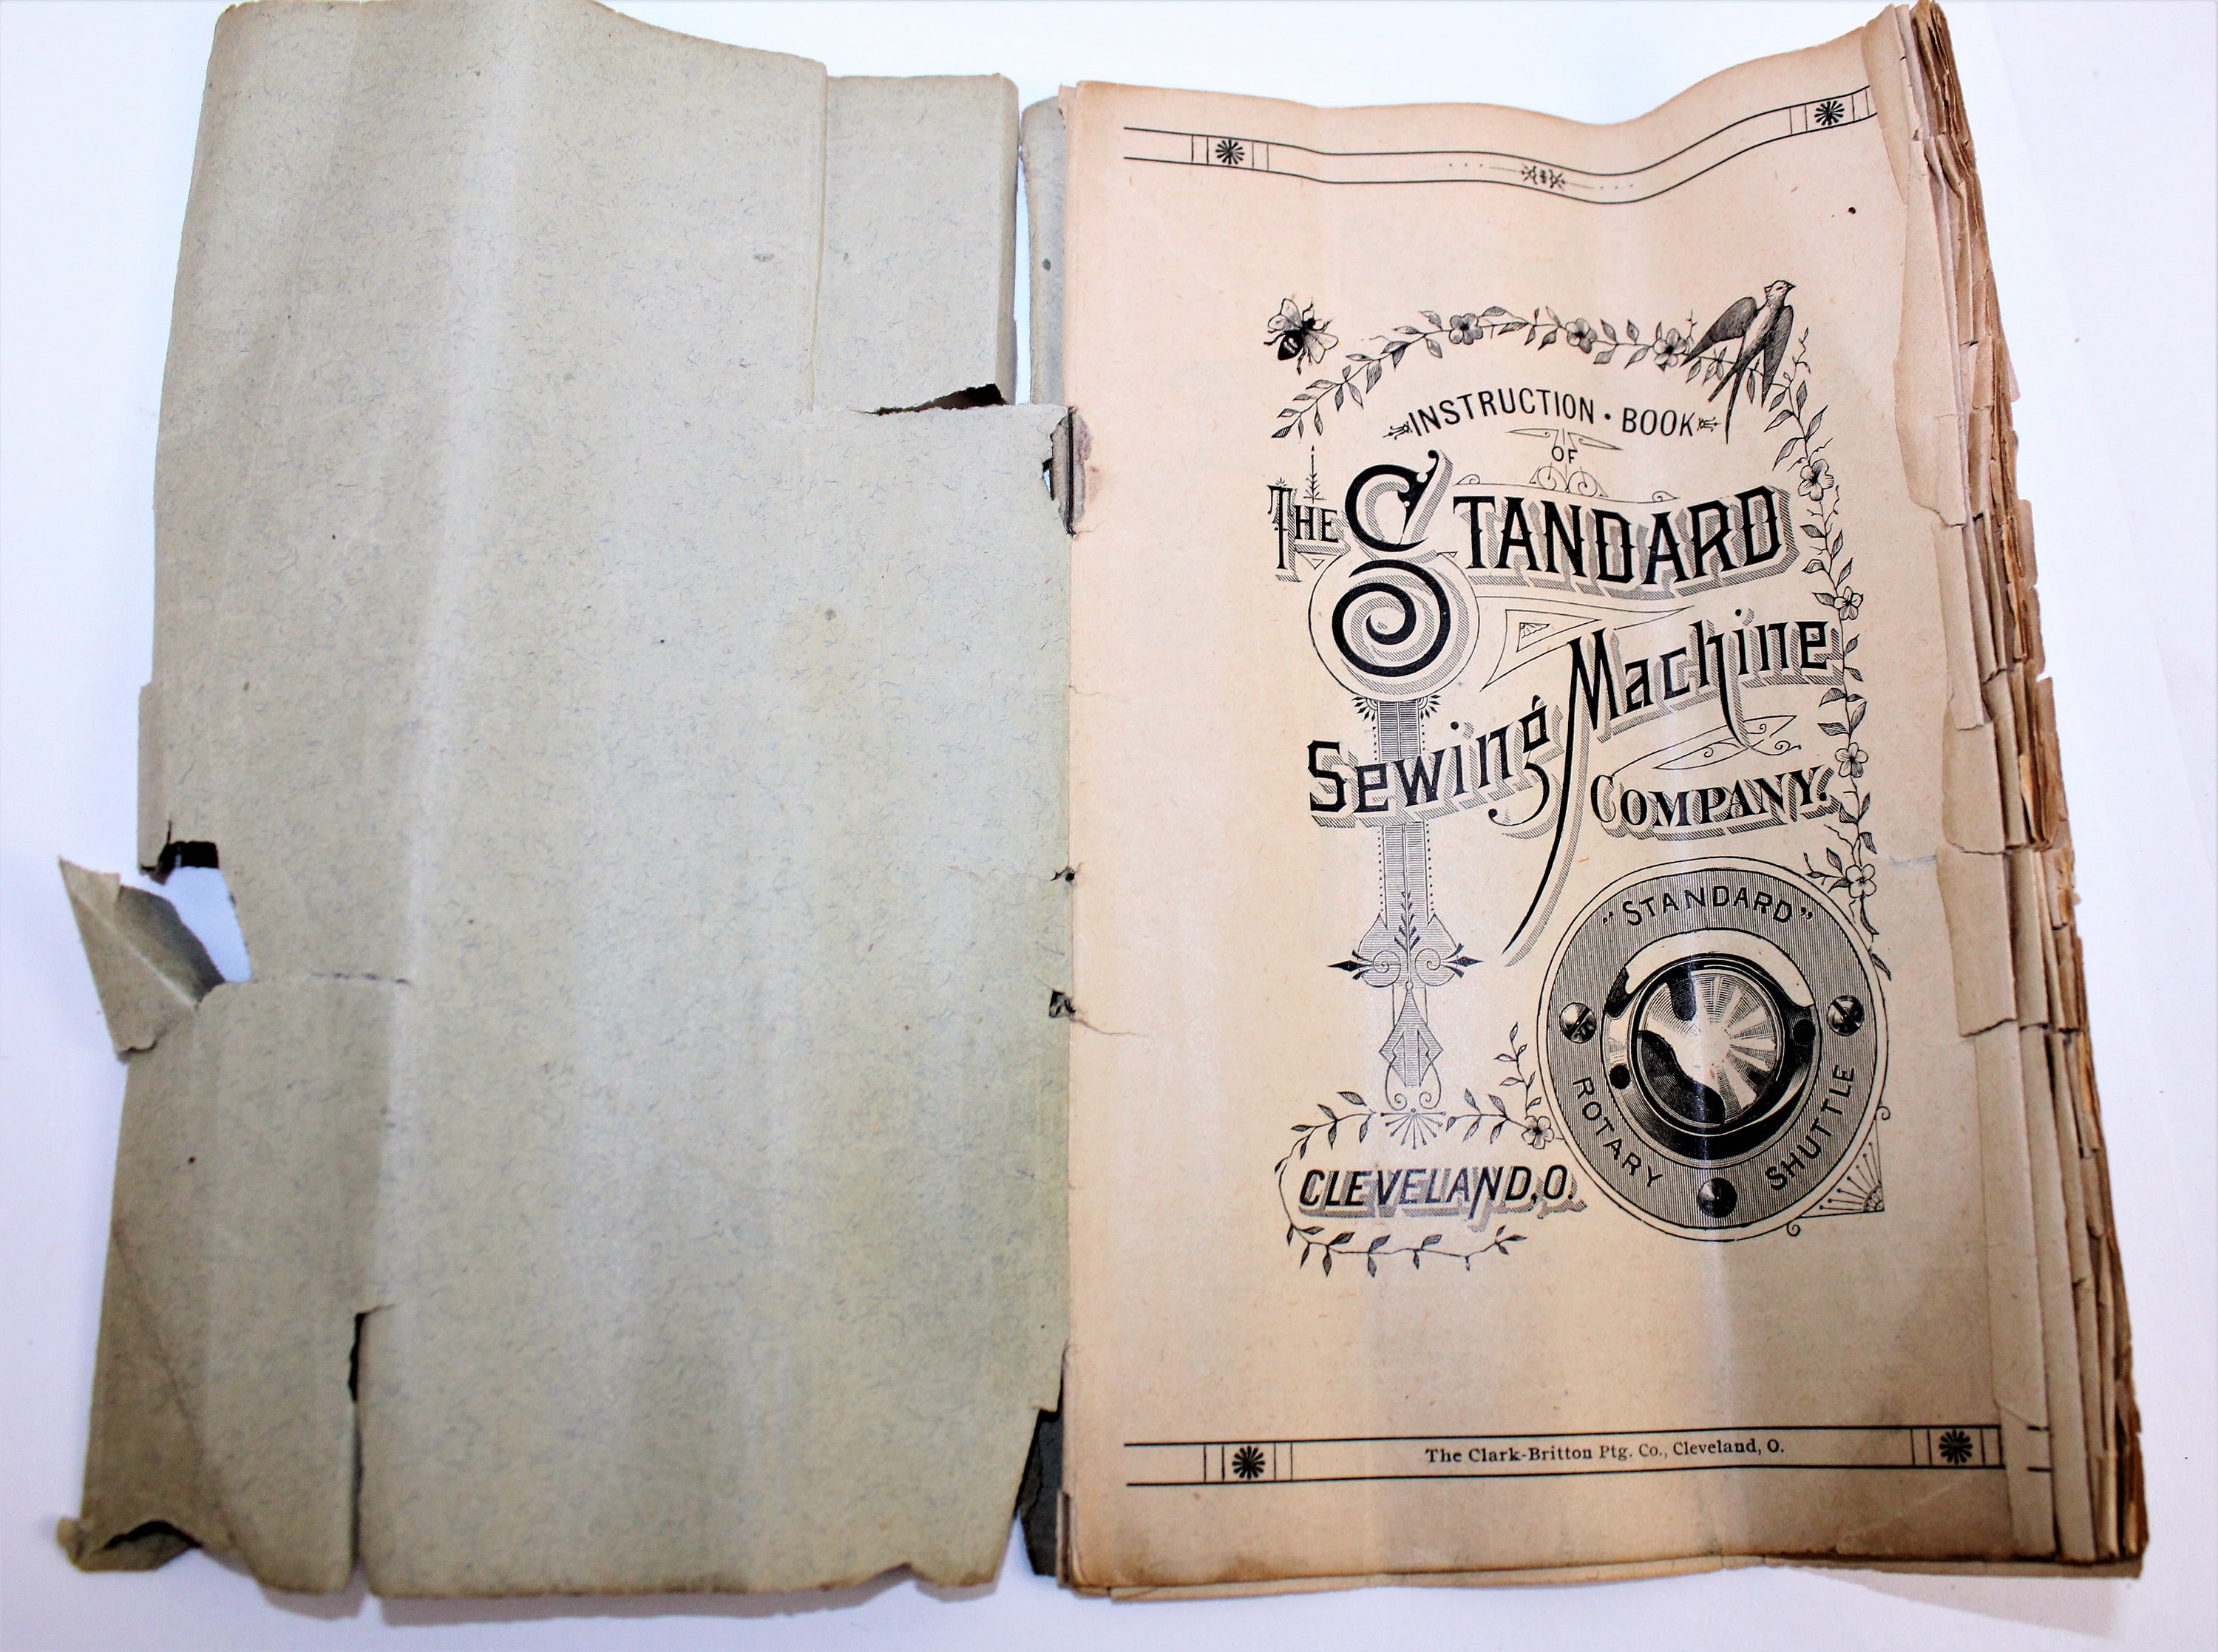 INSTRUCTION · BOOK
OF
THE STANDARD
Sewing Machine
COMPANY.
"STANDARD"
ROTARY SHUTTLE
CLEVELAND, O.
The Clark-Britton Ptg. Co., Cleveland, O.